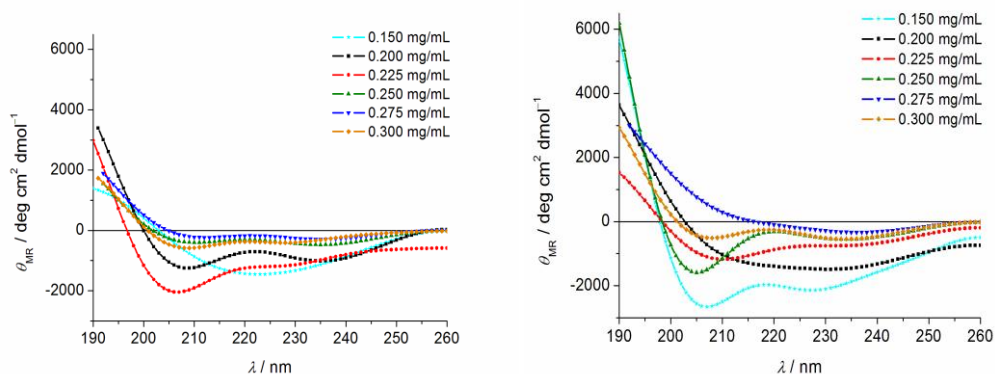 6000
4000
2000
0
-2000
θMR / deg cm² dmol⁻¹
0.150 mg/mL
0.200 mg/mL
0.225 mg/mL
0.250 mg/mL
0.275 mg/mL
0.300 mg/mL
190 200 210 220 230 240 250 260
λ / nm
6000
4000
2000
0
-2000
θMR / deg cm² dmol⁻¹
0.150 mg/mL
0.200 mg/mL
0.225 mg/mL
0.250 mg/mL
0.275 mg/mL
0.300 mg/mL
190 200 210 220 230 240 250 260
λ / nm